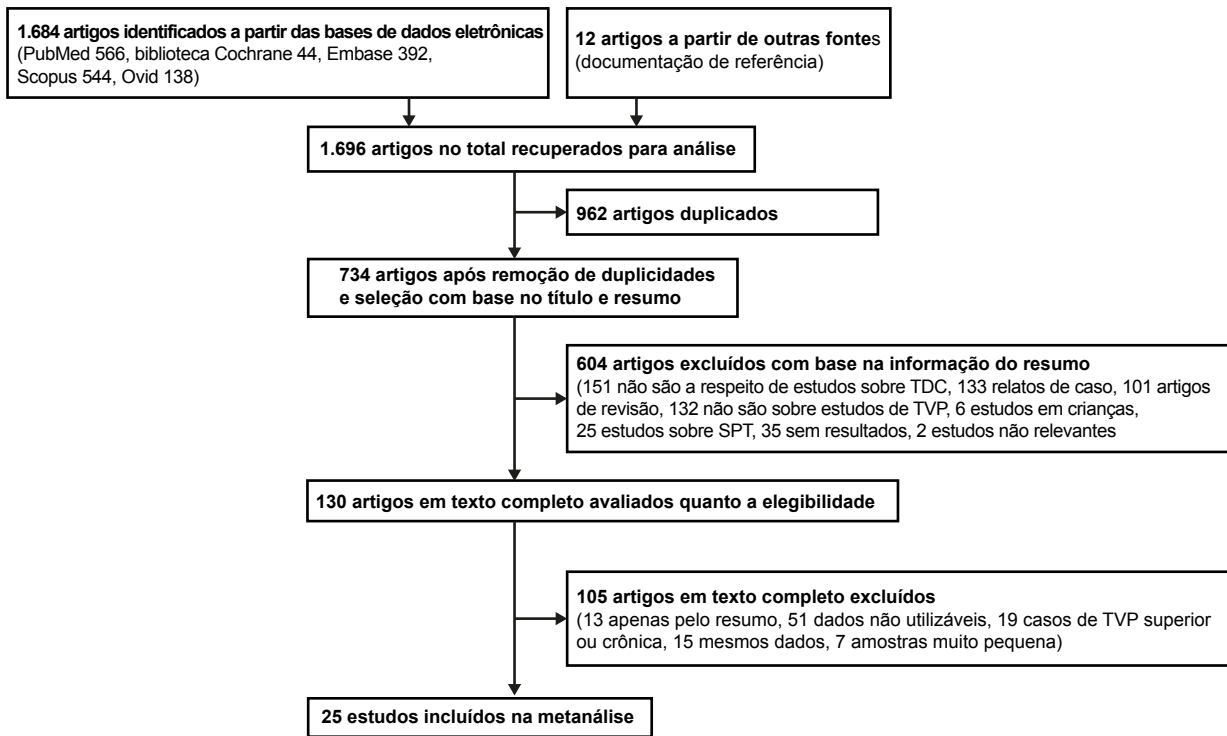 1.684 artigos identificados a partir das bases de dados eletrônicas
(PubMed 566, biblioteca Cochrane 44, Embase 392,
Scopus 544, Ovid 138)
12 artigos a partir de outras fontes
(documentação de referência)
1.696 artigos no total recuperados para análise
962 artigos duplicados
734 artigos após remoção de duplicidades
e seleção com base no título e resumo
604 artigos excluídos com base na informação do resumo
(151 não são a respeito de estudos sobre TDC, 133 relatos de caso, 101 artigos
de revisão, 132 não são sobre estudos de TVP, 6 estudos em crianças,
25 estudos sobre SPT, 35 sem resultados, 2 estudos não relevantes
130 artigos em texto completo avaliados quanto a elegibilidade
105 artigos em texto completo excluídos
(13 apenas pelo resumo, 51 dados não utilizáveis, 19 casos de TVP superior
ou crônica, 15 mesmos dados, 7 amostras muito pequena)
25 estudos incluídos na metanálise